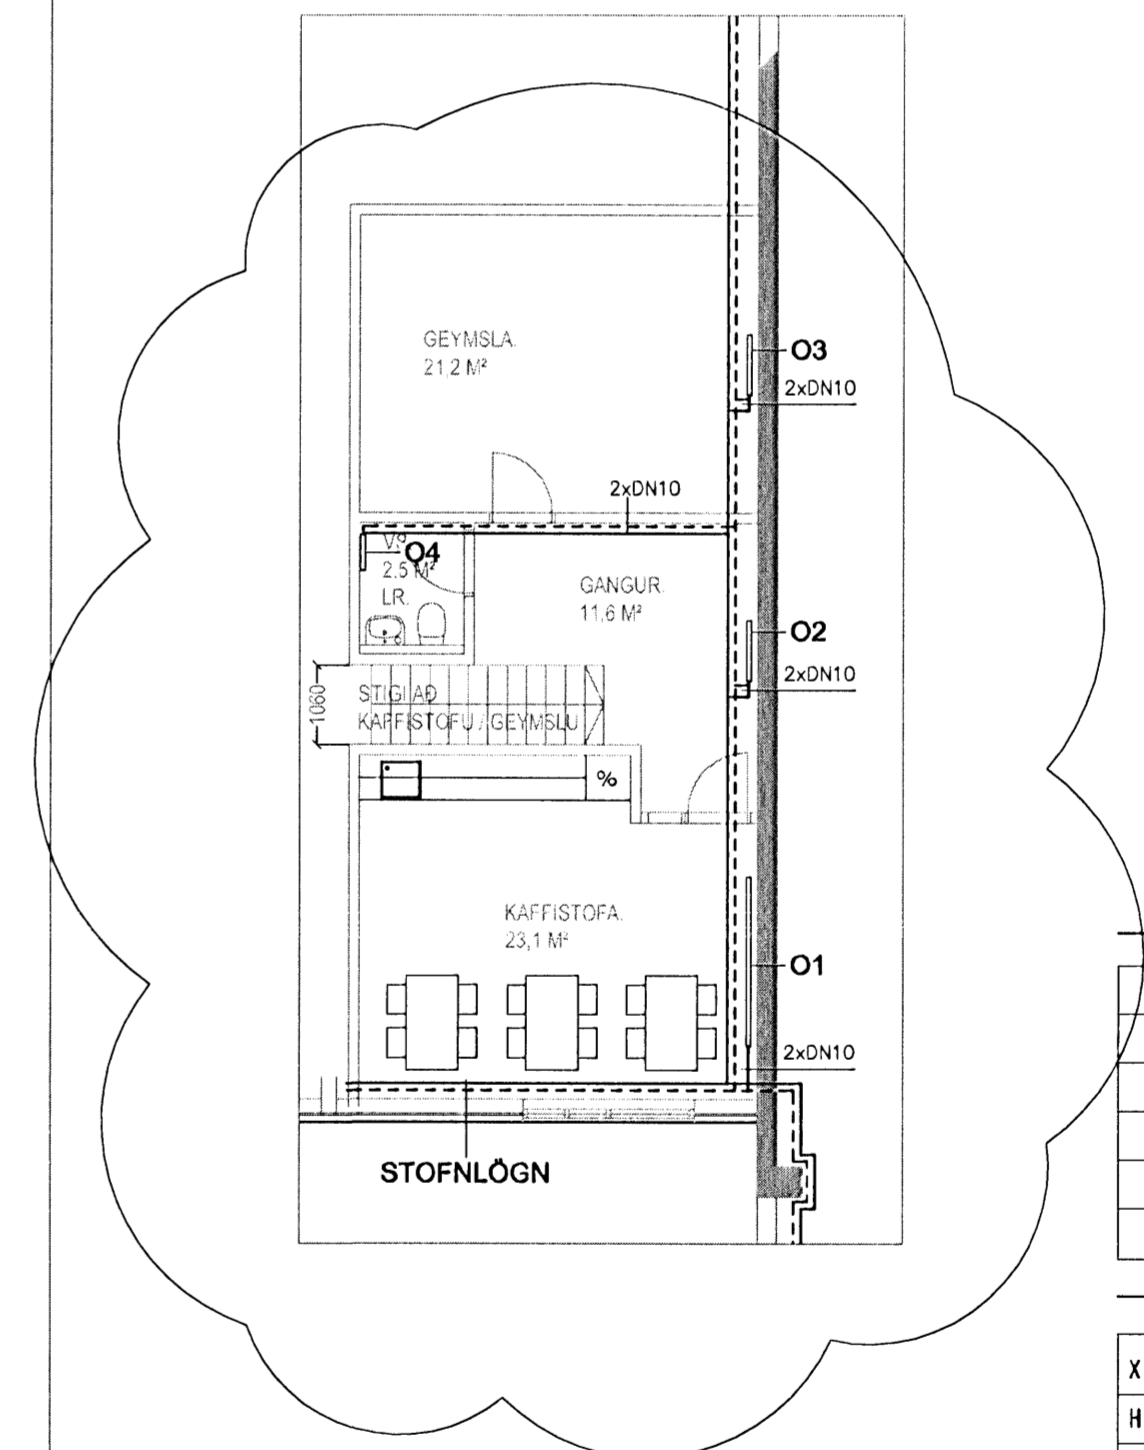 GEYMSLA.
21,2 M²
O3
2xDN10
2xDN10
O4
2,5 M²
LR.
GANGUR.
11,6 M²
O2
2xDN10
1060
STIGI AÐ
KAFFISTOFU / GEYMSLU
%
KAFFISTOFA.
23,1 M²
O1
2xDN10
STOFNLÖGN
X
H